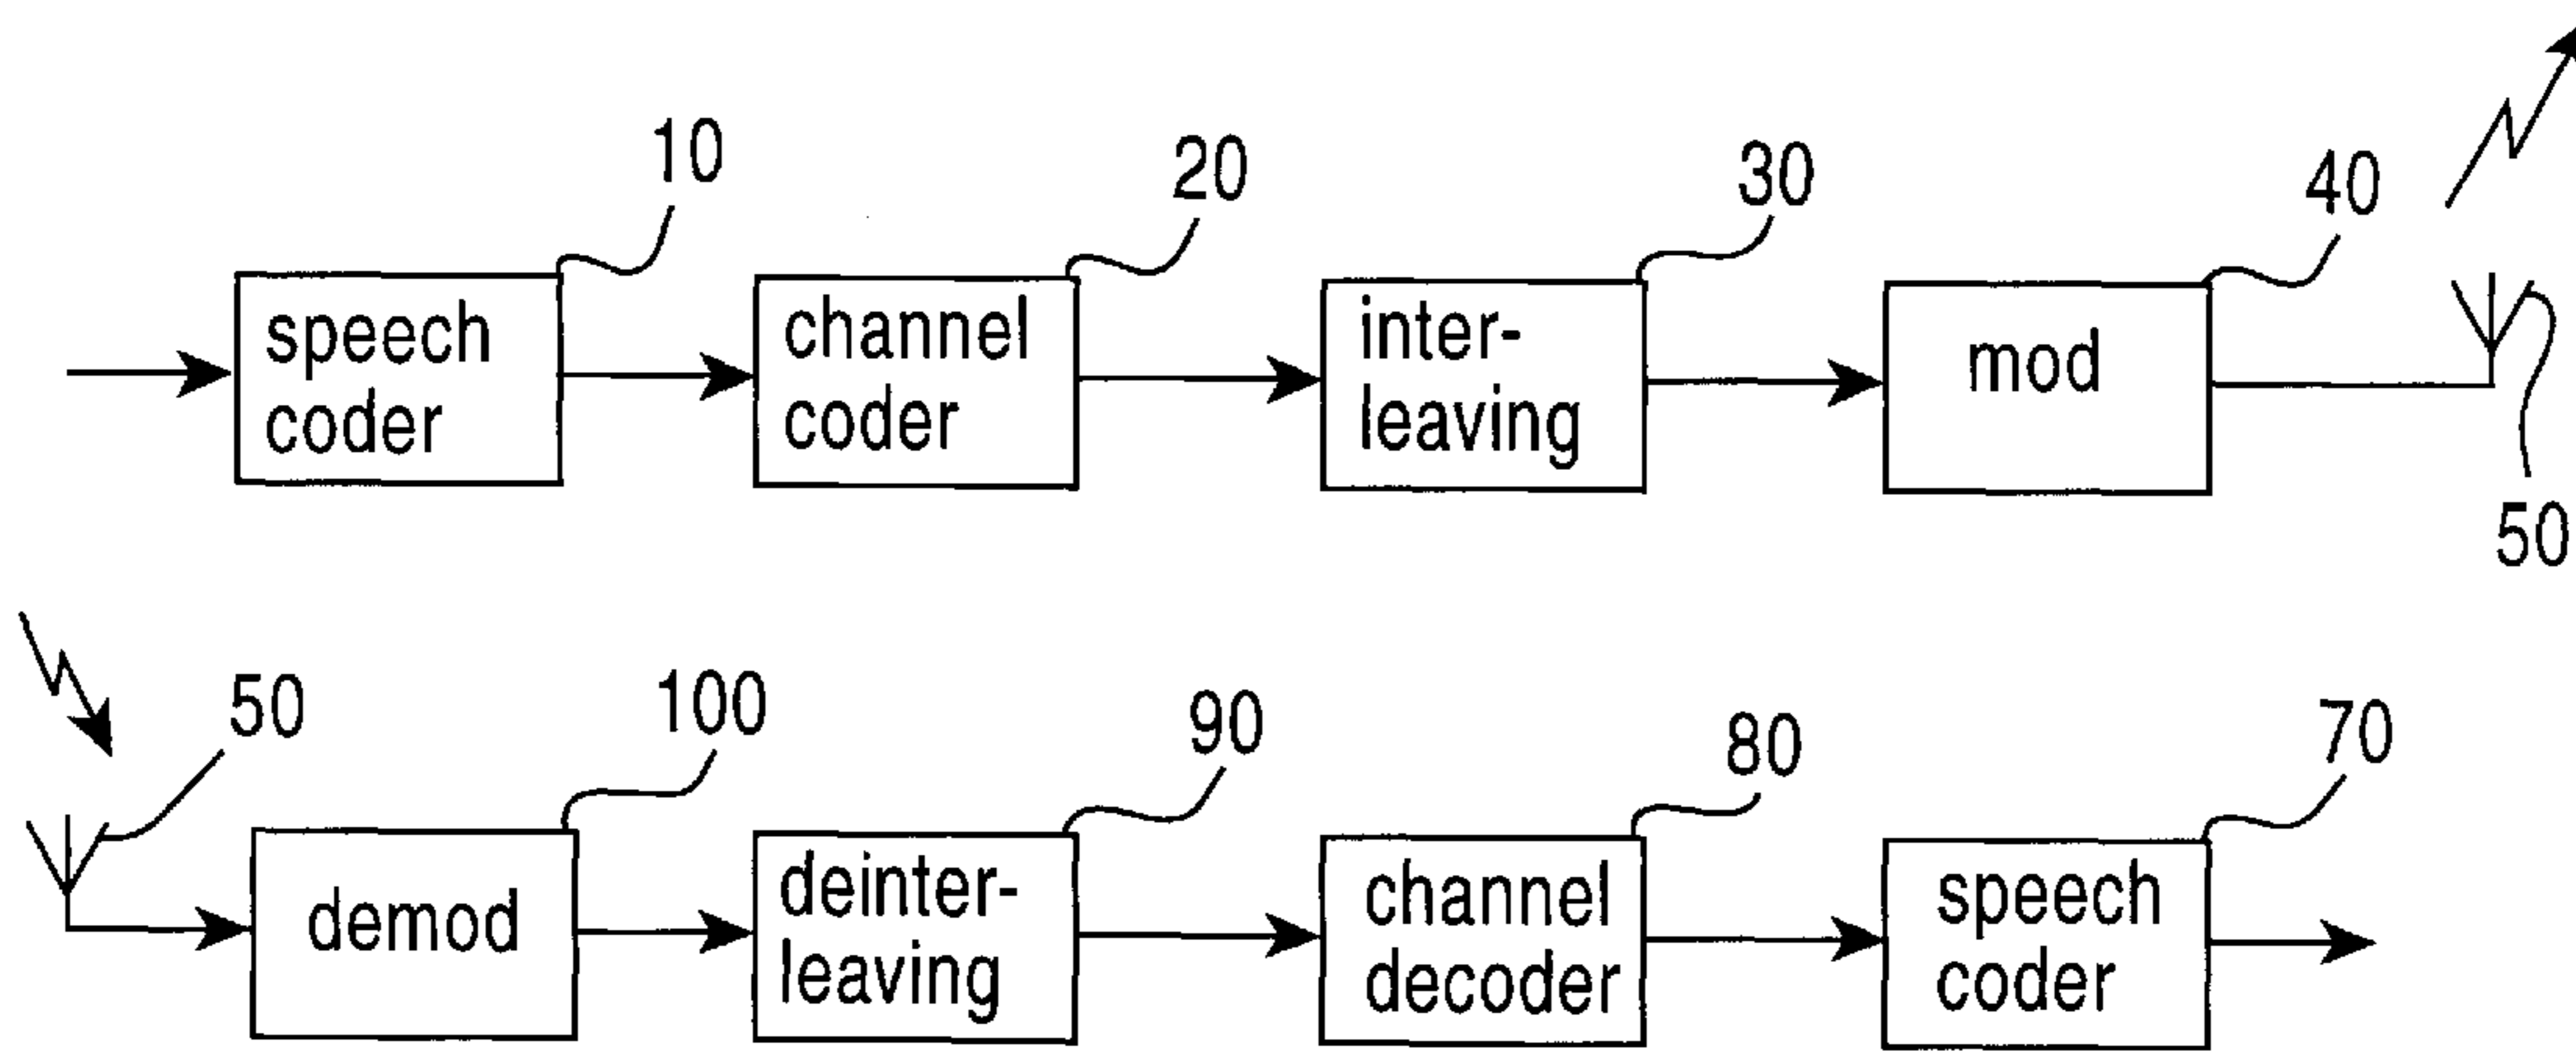 10
20
30
40
speech
coder
channel
coder
inter-
leaving
mod
50
50
100
90
80
70
demod
deinter-
leaving
channel
decoder
speech
coder